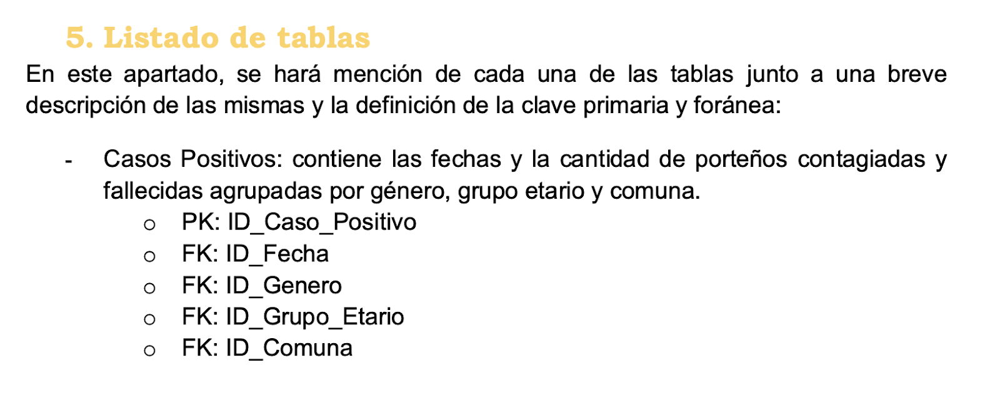 5. Listado de tablas
En este apartado, se hará mención de cada una de las tablas junto a una breve
descripción de las mismas y la definición de la clave primaria y foránea:
- Casos Positivos: contiene las fechas y la cantidad de porteños contagiadas y
fallecidas agrupadas por género, grupo etario y comuna.
o PK: ID_Caso_Positivo
o FK: ID_Fecha
o FK: ID_Genero
o FK: ID_Grupo_Etario
o FK: ID_Comuna